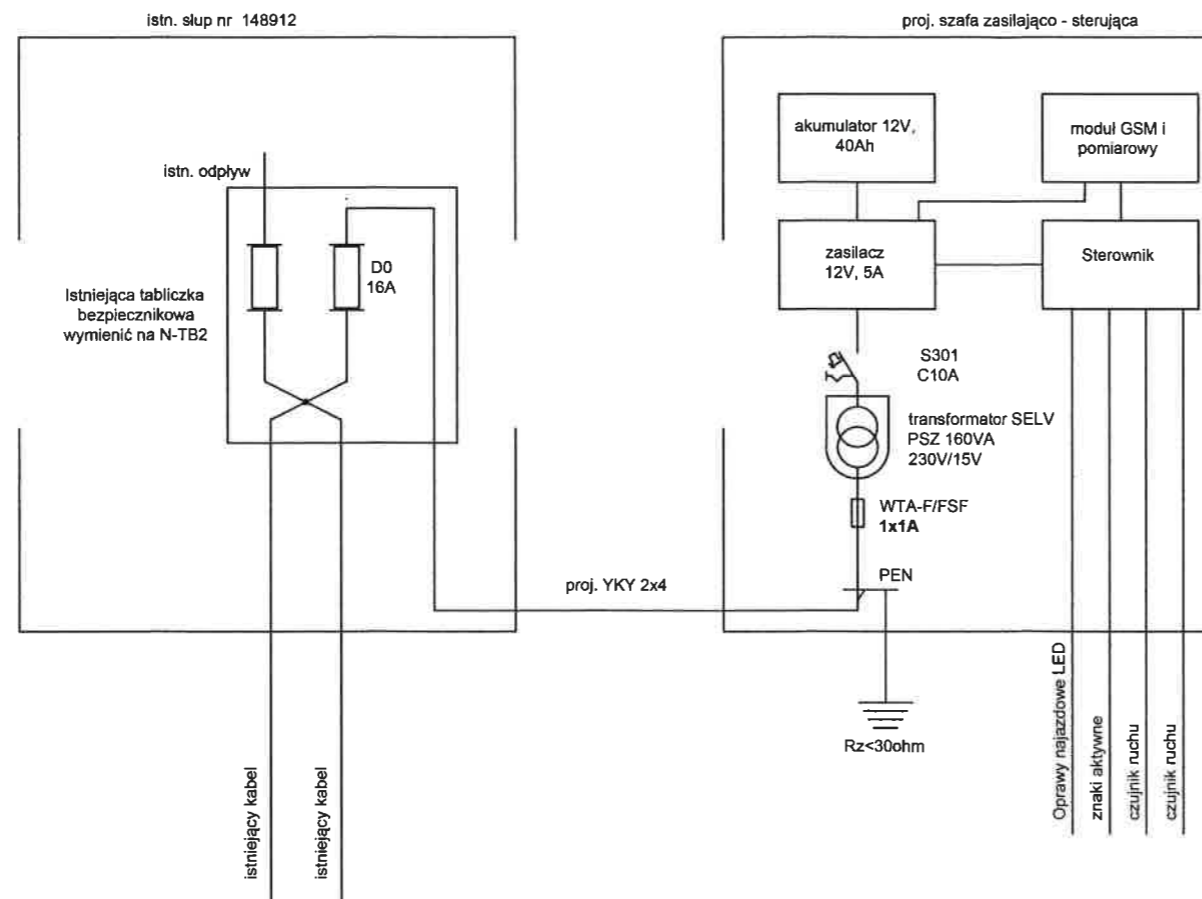 istn. słup nr 148912
istn. odpływ
D0
16A
Istniejąca tabliczka
bezpiecznikowa
wymienić na N-TB2
istniejący kabel
istniejący kabel
proj. YKY 2x4
proj. szafa zasilająco - sterująca
akumulator 12V,
40Ah
moduł GSM i
pomiarowy
zasilacz
12V, 5A
Sterownik
S301
C10A
transformator SELV
PSZ 160VA
230V/15V
WTA-F/FSF
1x1A
PEN
Rz<30ohm
Oprawy najazdowe LED
znaki aktywne
czujnik ruchu
czujnik ruchu